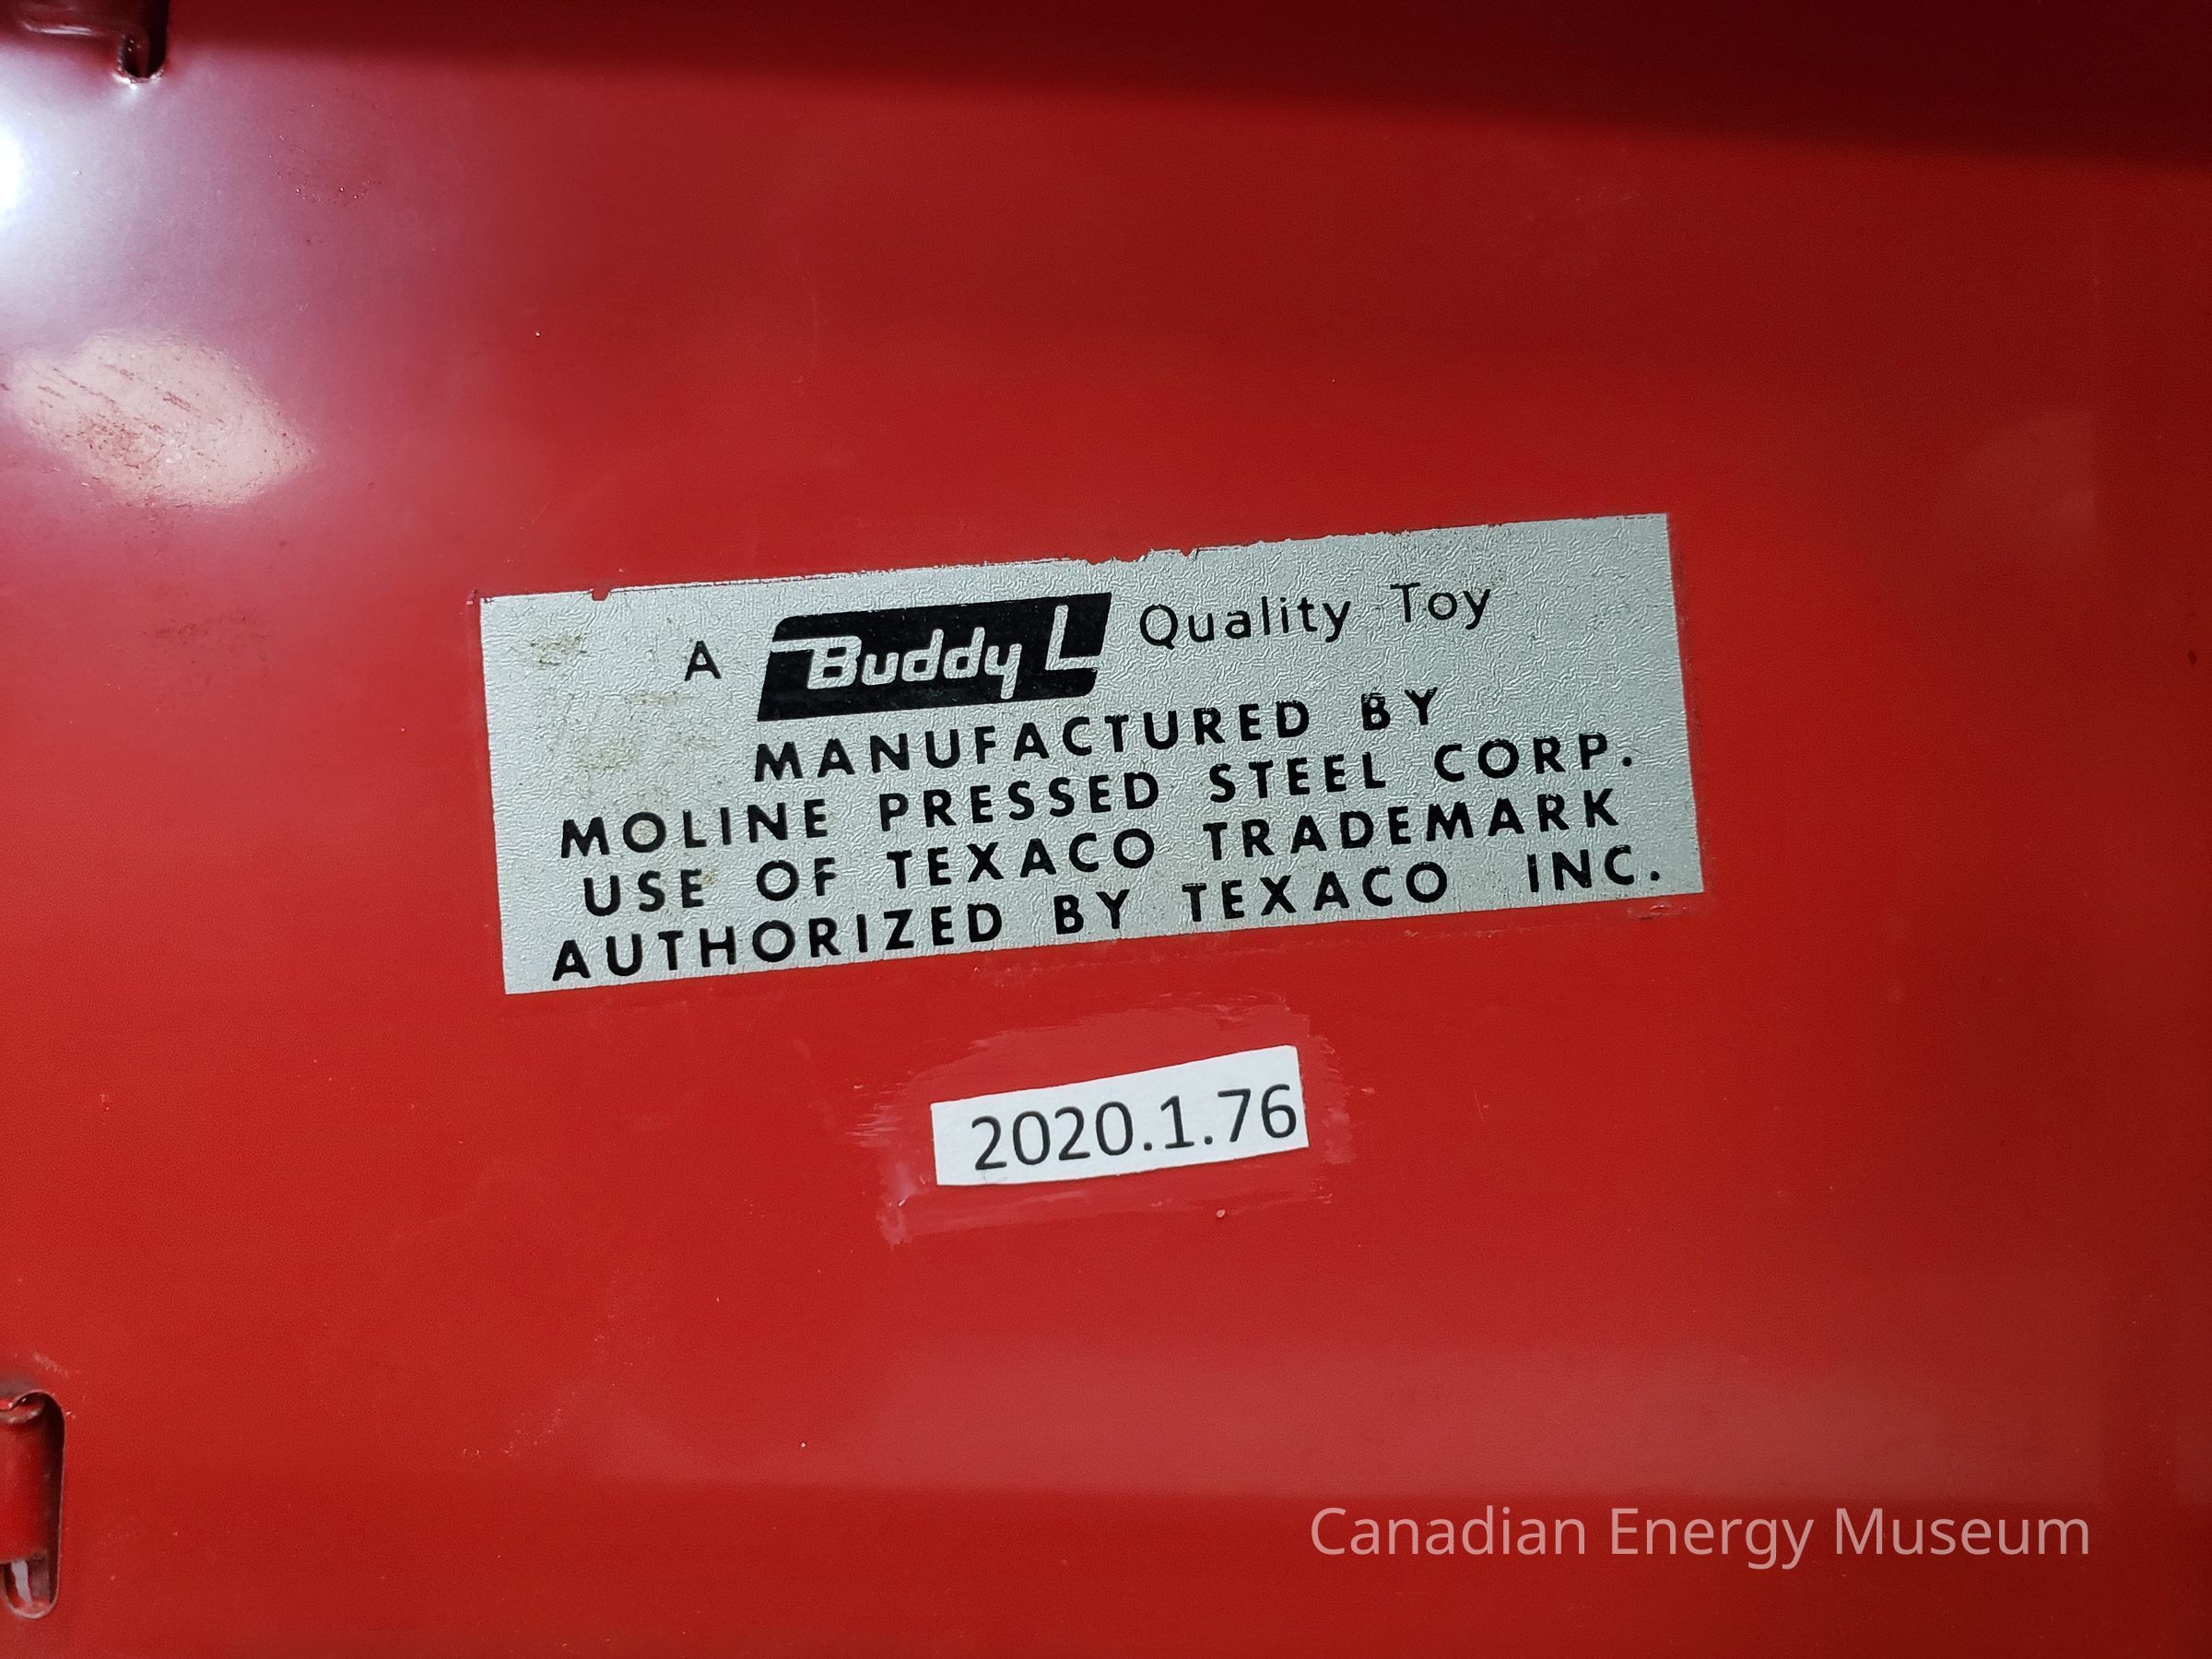 A Buddy L Quality Toy
MANUFACTURED BY
MOLINE PRESSED STEEL CORP.
USE OF TEXACO TRADEMARK
AUTHORIZED BY TEXACO INC.
2020.1.76
Canadian Energy Museum